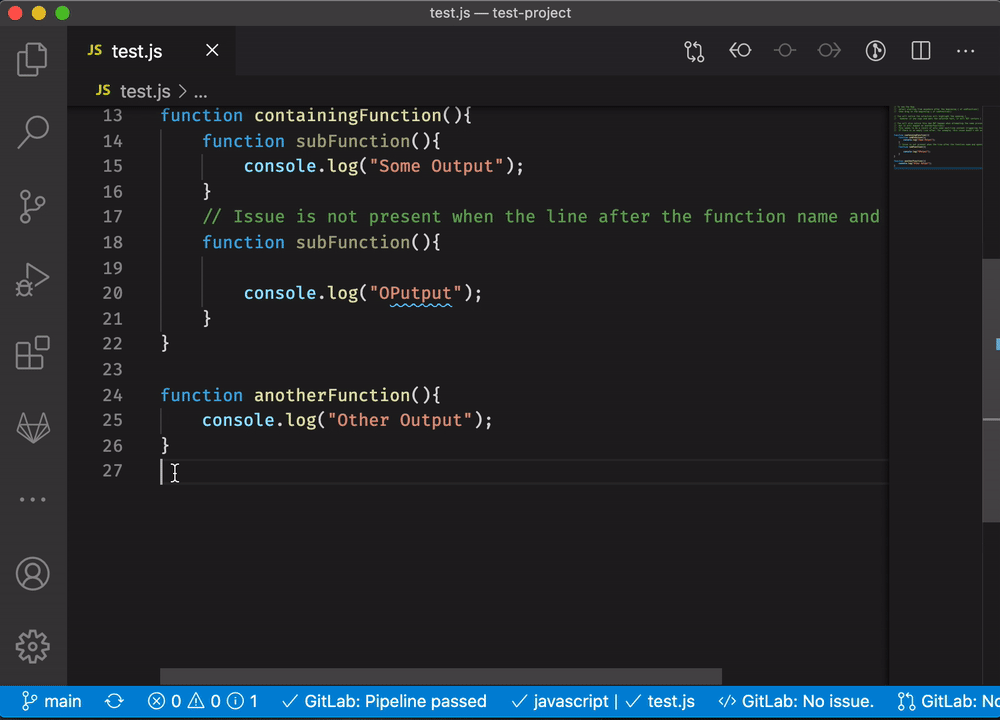 test.js — test-project
JS test.js
JS test.js > ...
13 function containingFunction(){
14 function subFunction(){
15 console.log("Some Output");
16 }
17 // Issue is not present when the line after the function name and
18 function subFunction(){
19
20 console.log("OPutput");
21 }
22 }
23
24 function anotherFunction(){
25 console.log("Other Output");
26 }
27
main 0 0 1 GitLab: Pipeline passed javascript | test.js </> GitLab: No issue. GitLab: No